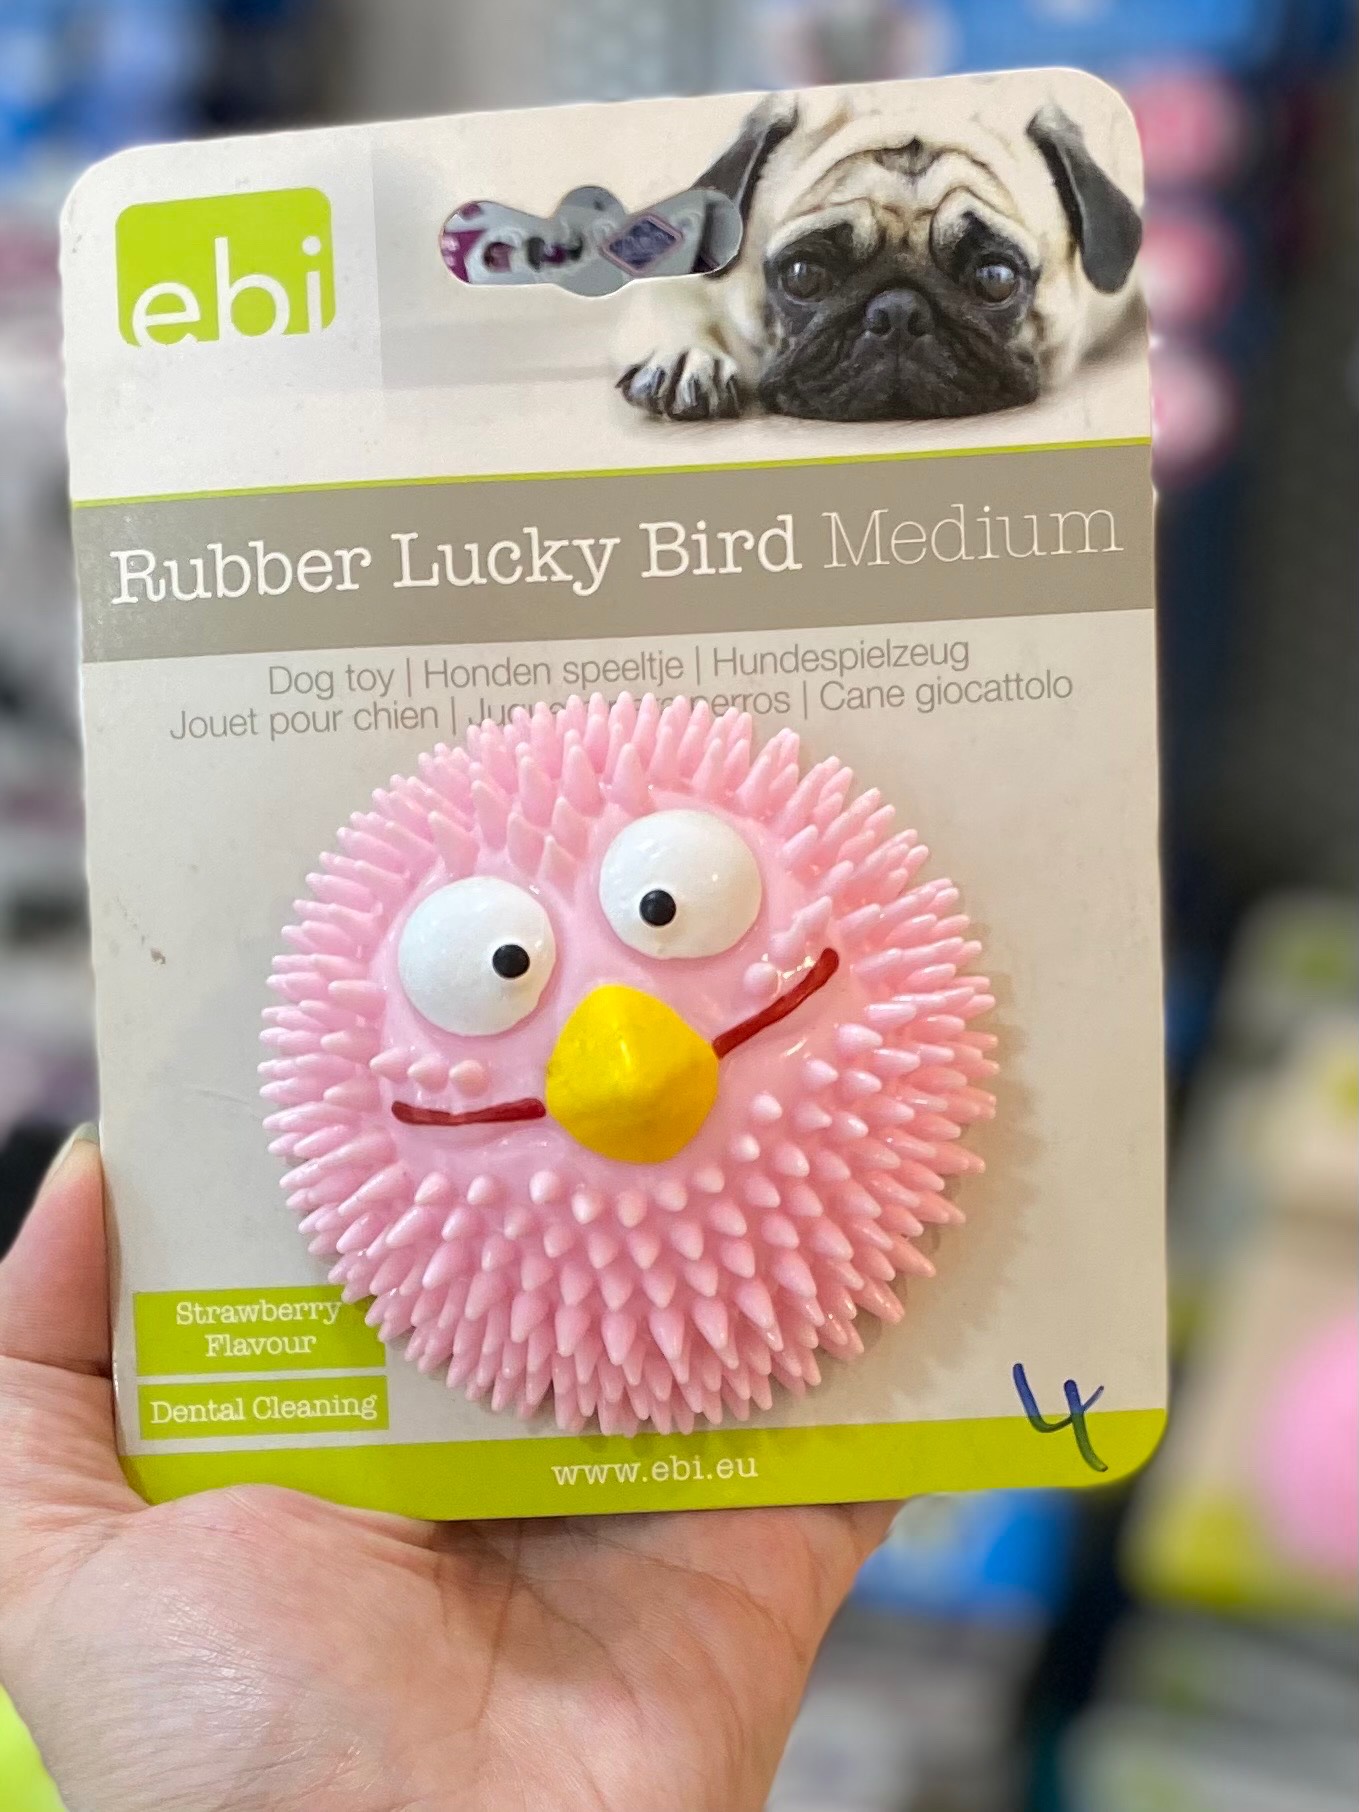 ebi
Rubber Lucky Bird Medium
Dog toy | Honden speeltje | Hundespielzeug
Jouet pour chien | perros | Cane giocattolo
Strawberry
Flavour
Dental Cleaning
4
www.ebi.eu